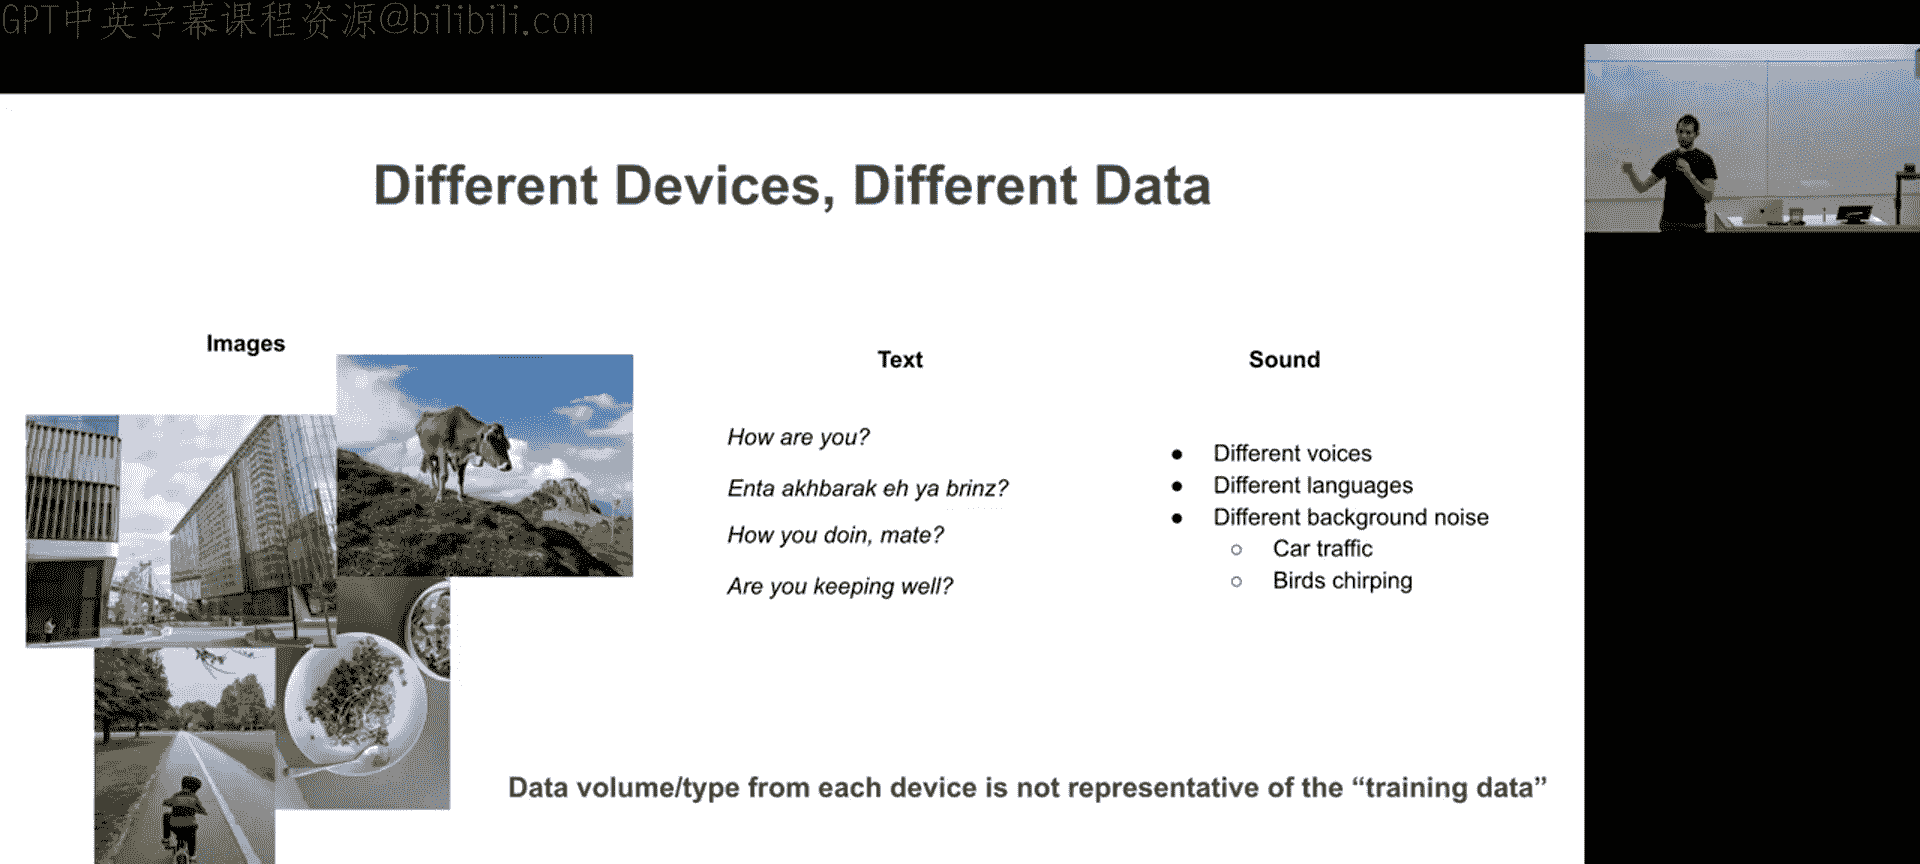 GPT中英字幕课程资源@bilibili.com
Different Devices, Different Data
Images
Text
How are you?
Enta akhbarak eh ya brinz?
How you doin, mate?
Are you keeping well?
Sound
● Different voices
● Different languages
● Different background noise
○ Car traffic
○ Birds chirping
Data volume/type from each device is not representative of the “training data”